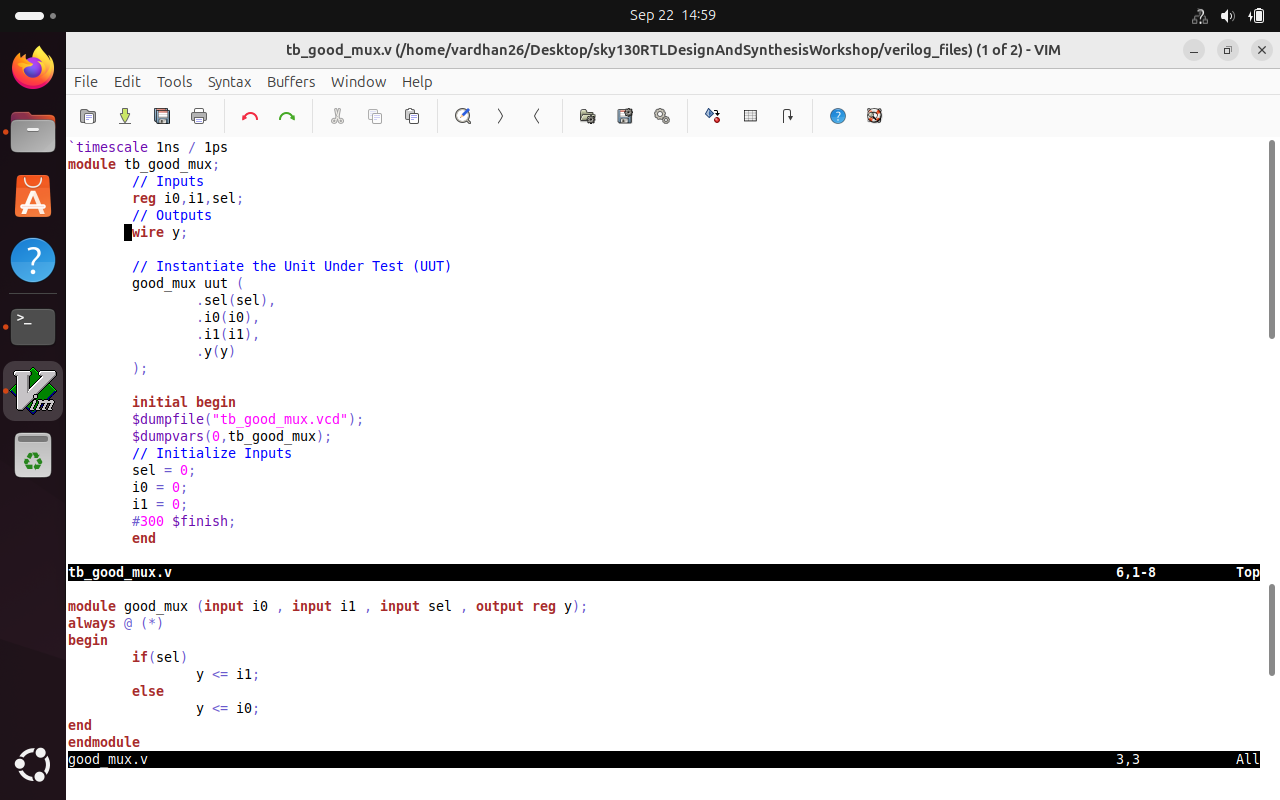 Sep 22 14:59
tb_good_mux.v (/home/vardhan26/Desktop/sky130RTLDesignAndSynthesisWorkshop/verilog_files) (1 of 2) - VIM
File Edit Tools Syntax Buffers Window Help
`timescale 1ns / 1ps
module tb_good_mux;
// Inputs
reg i0,i1,sel;
// Outputs
wire y;
// Instantiate the Unit Under Test (UUT)
good_mux uut (
.sel(sel),
.i0(i0),
.i1(i1),
.y(y)
);
initial begin
$dumpfile("tb_good_mux.vcd");
$dumpvars(0,tb_good_mux);
// Initialize Inputs
sel = 0;
i0 = 0;
i1 = 0;
#300 $finish;
end
tb_good_mux.v 6,1-8 Top
module good_mux (input i0 , input i1 , input sel , output reg y);
always @ (*)
begin
if(sel)
y <= i1;
else
y <= i0;
end
endmodule
good_mux.v 3,3 All